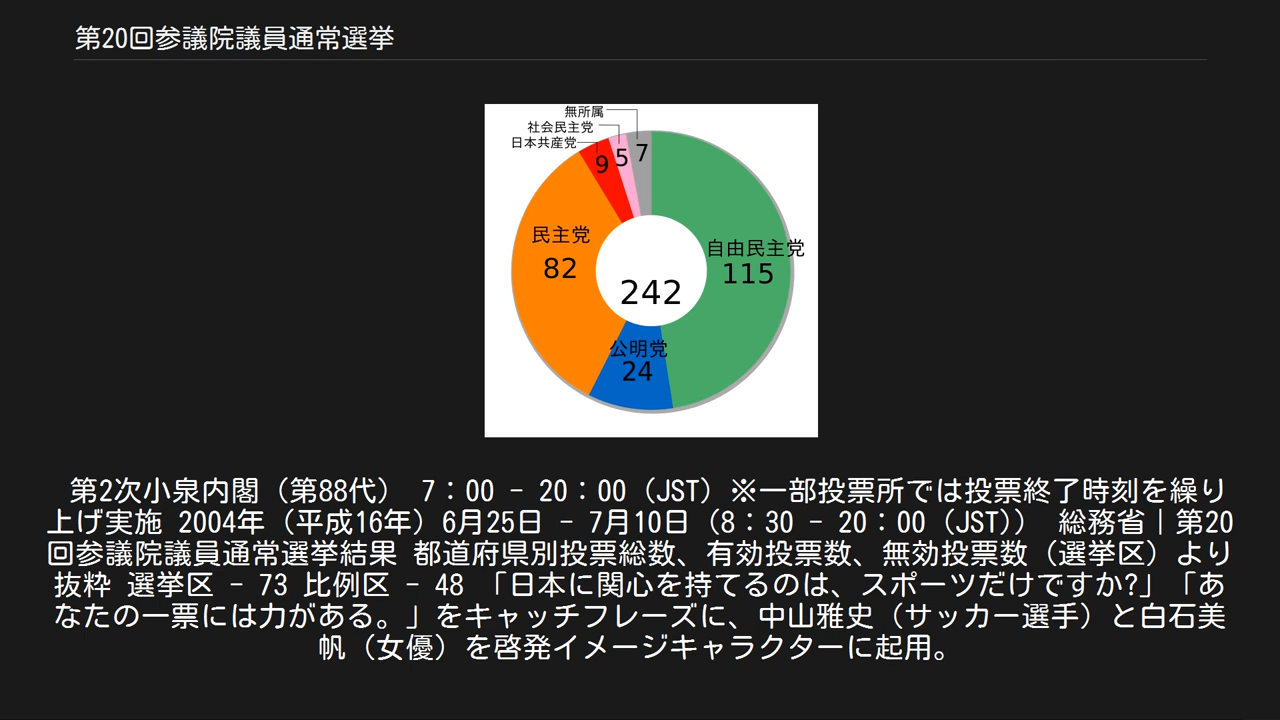 第20回参議院議員通常選挙
無所属
社会民主党
日本共産党
9
5
7
民主党
82
自由民主党
115
242
公明党
24
第2次小泉内閣（第88代） 7：00 - 20：00（JST）※一部投票所では投票終了時刻を繰り
上げ実施 2004年（平成16年）6月25日 - 7月10日（8：30 - 20：00（JST）） 総務省｜第20
回参議院議員通常選挙結果 都道府県別投票総数、有効投票数、無効投票数（選挙区）より
抜粋 選挙区 - 73 比例区 - 48 「日本に関心を持てるのは、スポーツだけですか?」「あ
なたの一票には力がある。」をキャッチフレーズに、中山雅史（サッカー選手）と白石美
帆（女優）を啓発イメージキャラクターに起用。